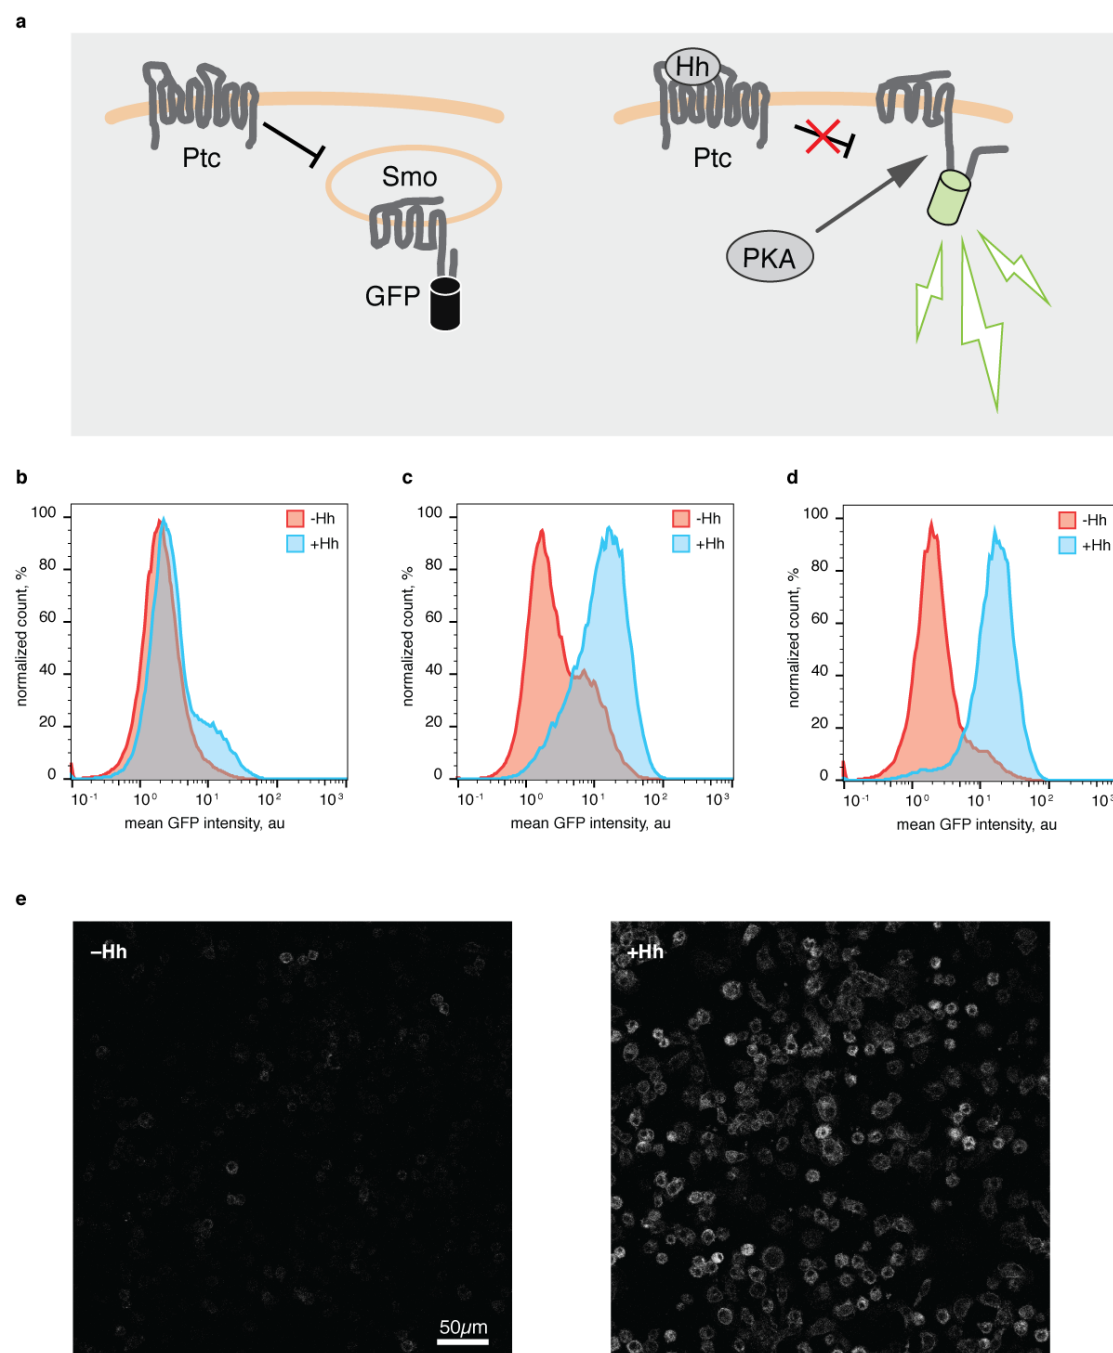 a
Hh
Ptc
Ptc
Smo
PKA
GFP
b
c
d
100
80
60
40
20
0
normalized count, %
-Hh
+Hh
10⁻¹ 10⁰ 10¹ 10² 10³
mean GFP intensity, au
100
80
60
40
20
0
normalized count, %
-Hh
+Hh
10⁻¹ 10⁰ 10¹ 10² 10³
mean GFP intensity, au
100
80
60
40
20
0
normalized count, %
-Hh
+Hh
10⁻¹ 10⁰ 10¹ 10² 10³
mean GFP intensity, au
e
–Hh
+Hh
50µm